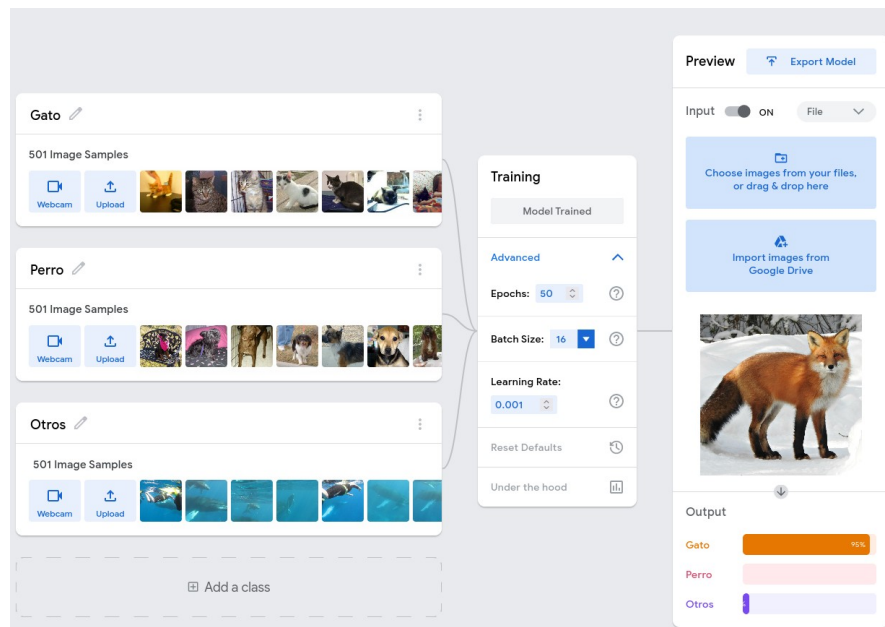 Gato
501 Image Samples
Webcam
Upload
Perro
501 Image Samples
Webcam
Upload
Otros
501 Image Samples
Webcam
Upload
Add a class
Training
Model Trained
Advanced
Epochs: 50
Batch Size: 16
Learning Rate:
0.001
Reset Defaults
Under the hood
Preview
Export Model
Input ON File
Choose images from your files,
or drag & drop here
Import images from
Google Drive
Output
Gato 95%
Perro
Otros